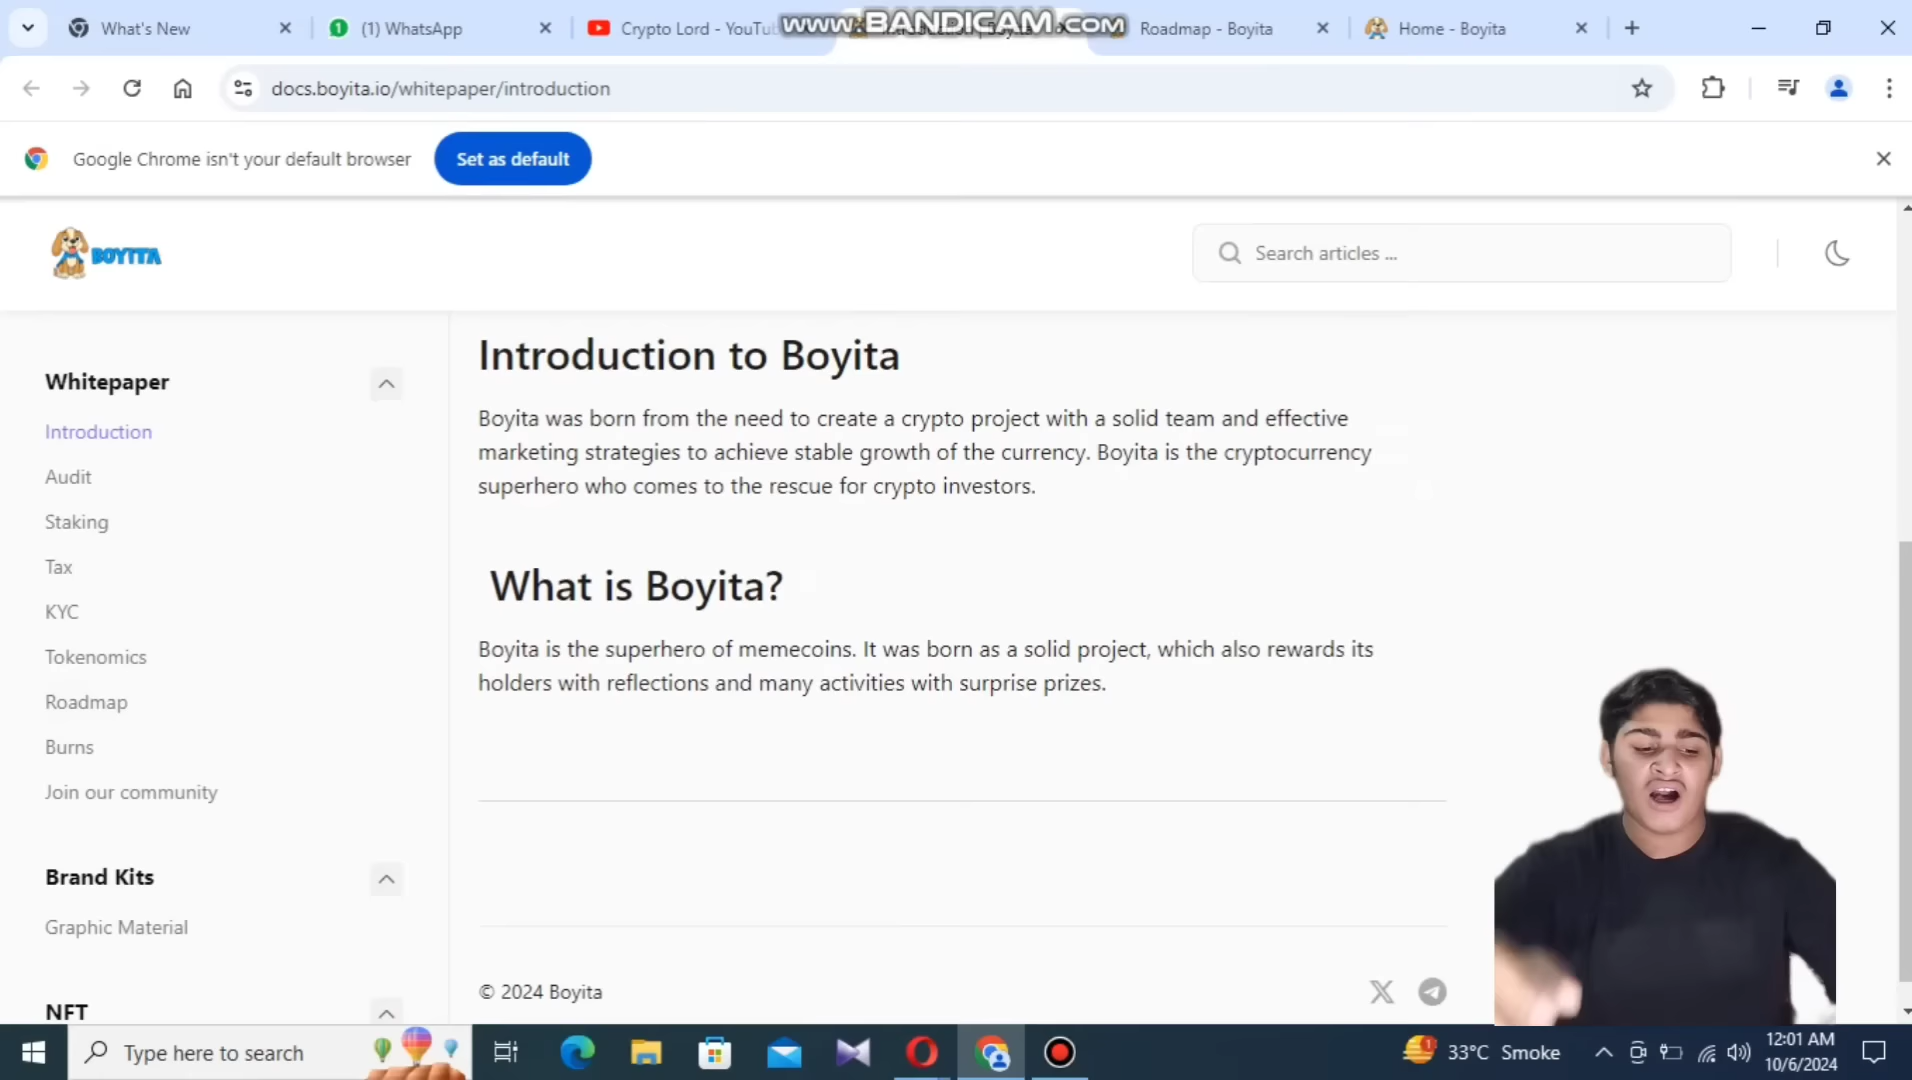 What's New
(1) WhatsApp
Crypto Lord - YouTu
www.BANDICAM.com
Roadmap - Boyita
Home - Boyita
docs.boyita.io/whitepaper/introduction
Google Chrome isn't your default browser
Set as default
BOYITA
Search articles ...
Whitepaper
Introduction
Audit
Staking
Tax
KYC
Tokenomics
Roadmap
Burns
Join our community
Brand Kits
Graphic Material
NFT
Introduction to Boyita
Boyita was born from the need to create a crypto project with a solid team and effective
marketing strategies to achieve stable growth of the currency. Boyita is the cryptocurrency
superhero who comes to the rescue for crypto investors.
What is Boyita?
Boyita is the superhero of memecoins. It was born as a solid project, which also rewards its
holders with reflections and many activities with surprise prizes.
© 2024 Boyita
Type here to search
1
33°C Smoke
12:01 AM
10/6/2024